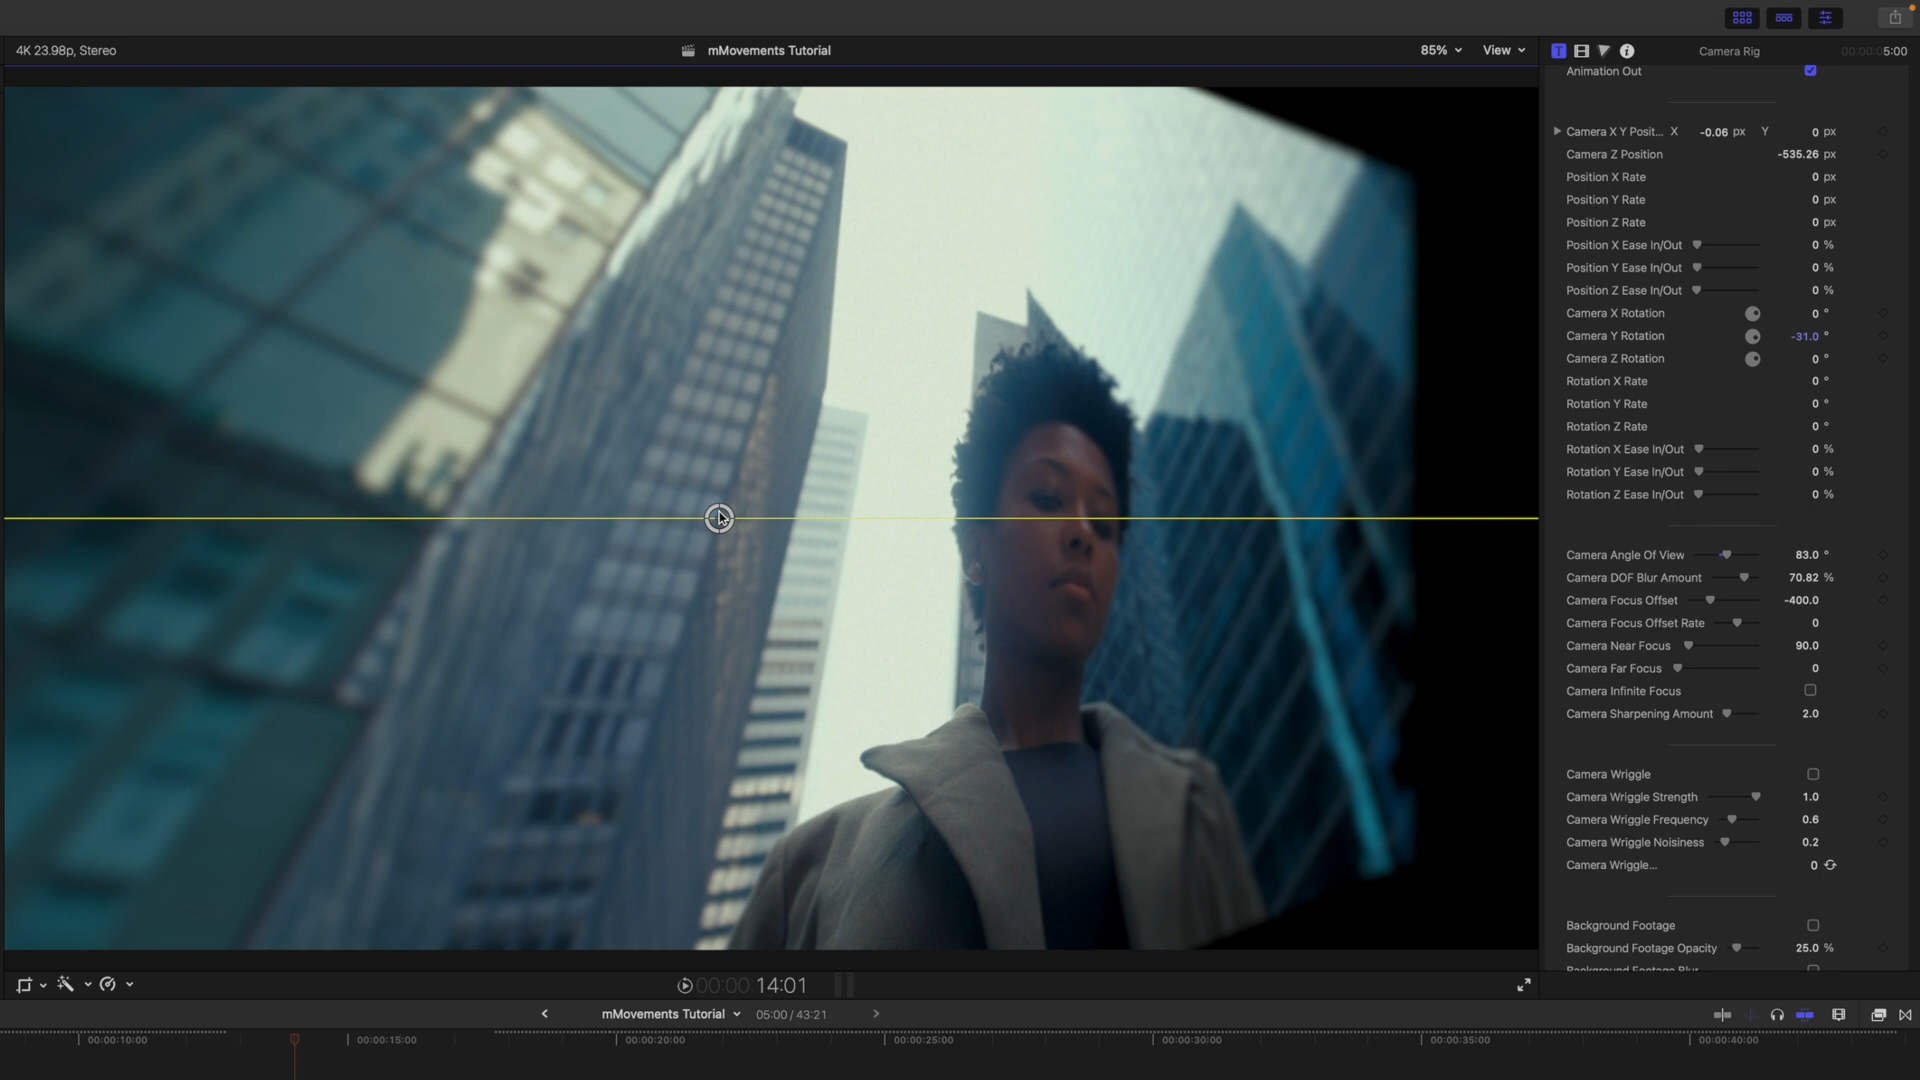 4K 23.98p, Stereo
mMovements Tutorial
85%
View
Camera Rig
00:00:05:00
Animation Out
Camera X Y Posit... X -0.06 px Y 0 px
Camera Z Position -535.26 px
Position X Rate 0 px
Position Y Rate 0 px
Position Z Rate 0 px
Position X Ease In/Out 0 %
Position Y Ease In/Out 0 %
Position Z Ease In/Out 0 %
Camera X Rotation 0 °
Camera Y Rotation -31.0 °
Camera Z Rotation 0 °
Rotation X Rate 0 °
Rotation Y Rate 0 °
Rotation Z Rate 0 °
Rotation X Ease In/Out 0 %
Rotation Y Ease In/Out 0 %
Rotation Z Ease In/Out 0 %
Camera Angle Of View 83.0 °
Camera DOF Blur Amount 70.82 %
Camera Focus Offset -400.0
Camera Focus Offset Rate 0
Camera Near Focus 90.0
Camera Far Focus 0
Camera Infinite Focus
Camera Sharpening Amount 2.0
Camera Wriggle
Camera Wriggle Strength 1.0
Camera Wriggle Frequency 0.6
Camera Wriggle Noisiness 0.2
Camera Wriggle... 0
Background Footage
Background Footage Opacity 25.0 %
Background Footage Blur
00:00:14:01
mMovements Tutorial
05:00 / 43:21
00:00:10:00
00:00:15:00
00:00:20:00
00:00:25:00
00:00:30:00
00:00:35:00
00:00:40:00